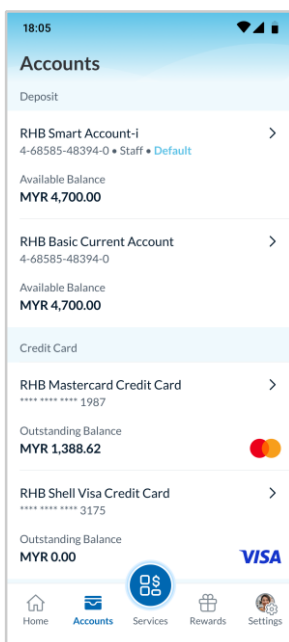 18:05
Accounts
Deposit
RHB Smart Account-i
4-68585-48394-0 • Staff • Default
Available Balance
MYR 4,700.00
RHB Basic Current Account
4-68585-48394-0
Available Balance
MYR 4,700.00
Credit Card
RHB Mastercard Credit Card
**** **** **** 1987
Outstanding Balance
MYR 1,388.62
RHB Shell Visa Credit Card
**** **** **** 3175
Outstanding Balance
MYR 0.00
VISA
Home Accounts Services Rewards Settings